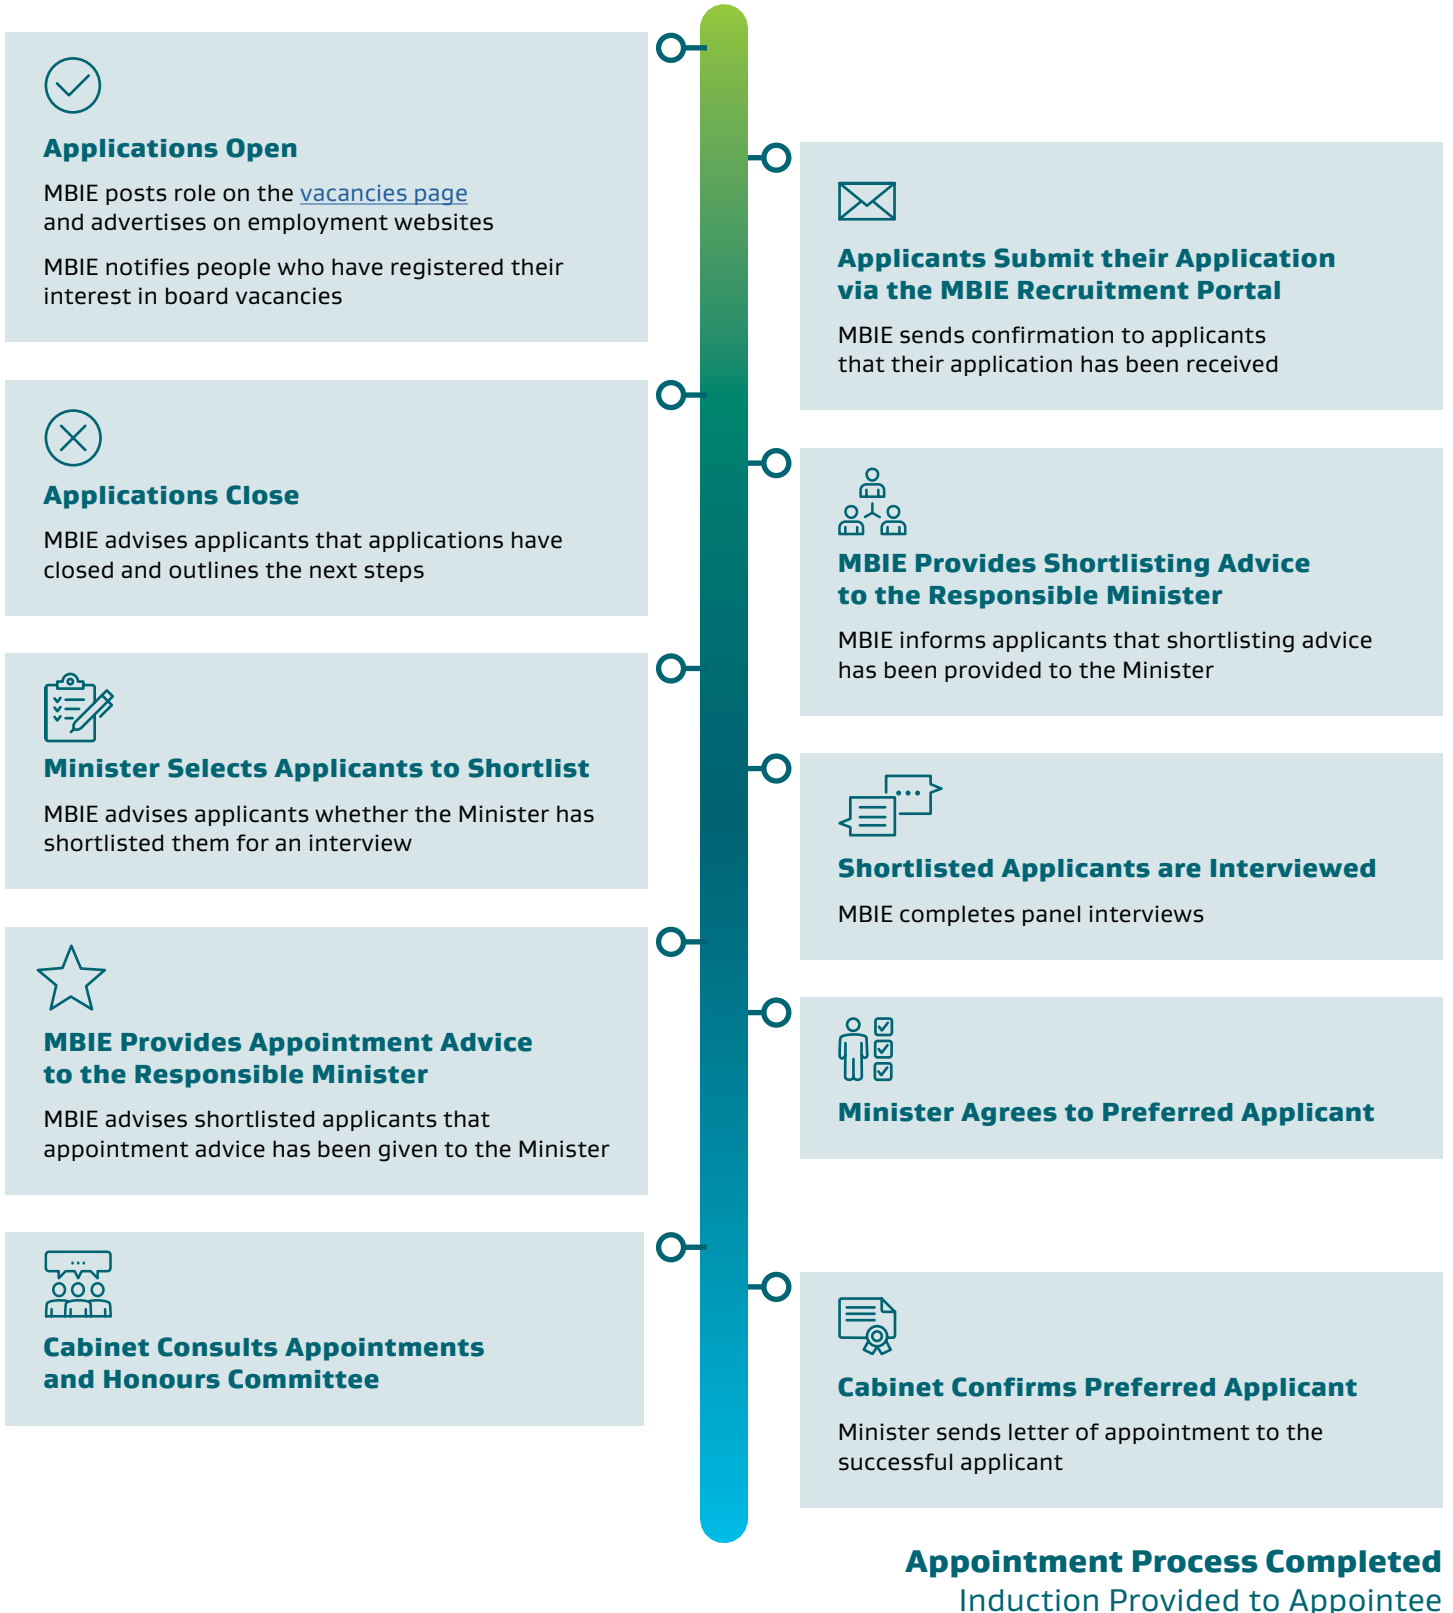 Applications Open
MBIE posts role on the vacancies page
and advertises on employment websites
MBIE notifies people who have registered their
interest in board vacancies
Applicants Submit their Application
via the MBIE Recruitment Portal
MBIE sends confirmation to applicants
that their application has been received
Applications Close
MBIE advises applicants that applications have
closed and outlines the next steps
MBIE Provides Shortlisting Advice
to the Responsible Minister
MBIE informs applicants that shortlisting advice
has been provided to the Minister
Minister Selects Applicants to Shortlist
MBIE advises applicants whether the Minister has
shortlisted them for an interview
Shortlisted Applicants are Interviewed
MBIE completes panel interviews
MBIE Provides Appointment Advice
to the Responsible Minister
MBIE advises shortlisted applicants that
appointment advice has been given to the Minister
Minister Agrees to Preferred Applicant
Cabinet Consults Appointments
and Honours Committee
Cabinet Confirms Preferred Applicant
Minister sends letter of appointment to the
successful applicant
Appointment Process Completed
Induction Provided to Appointee